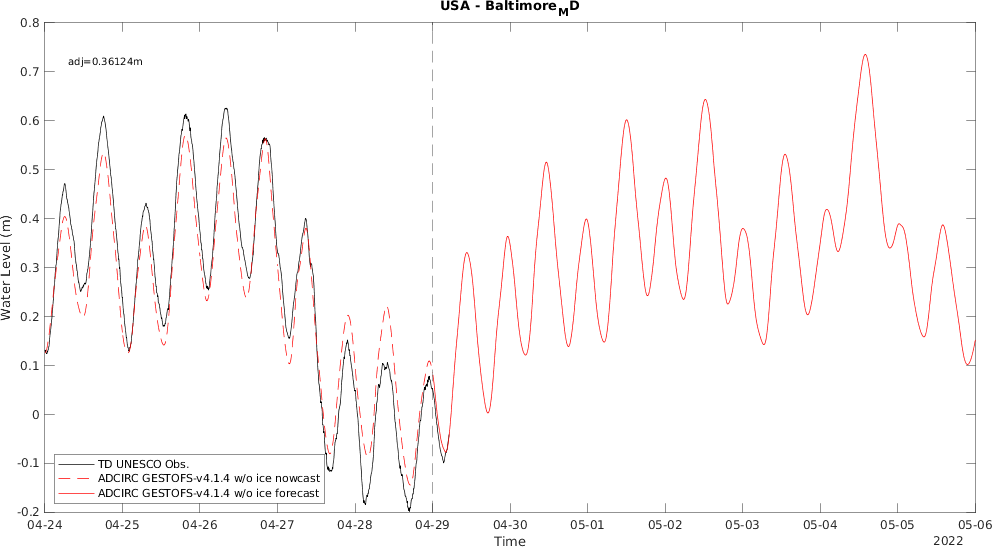 USA - Baltimore_MD
adj=0.36124m
Water Level (m)
0.8
0.7
0.6
0.5
0.4
0.3
0.2
0.1
0
-0.1
-0.2
TD UNESCO Obs.
ADCIRC GESTOFS-v4.1.4 w/o ice nowcast
ADCIRC GESTOFS-v4.1.4 w/o ice forecast
04-24 04-25 04-26 04-27 04-28 04-29 04-30 05-01 05-02 05-03 05-04 05-05 05-06
Time
2022